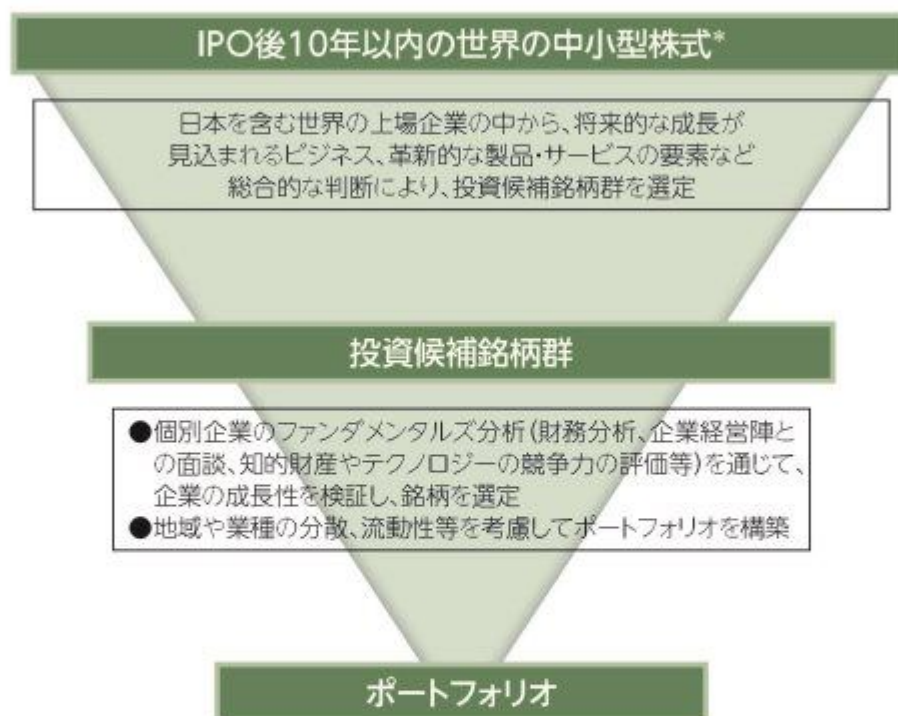 IPO後10年以内の世界の中小型株式*
日本を含む世界の上場企業の中から、将来的な成長が
見込まれるビジネス、革新的な製品・サービスの要素など
総合的な判断により、投資候補銘柄群を選定
投資候補銘柄群
●個別企業のファンダメンタルズ分析(財務分析、企業経営陣と
の面談、知的財産やテクノロジーの競争力の評価等)を通じて、
企業の成長性を検証し、銘柄を選定
●地域や業種の分散、流動性等を考慮してポートフォリオを構築
ポートフォリオ